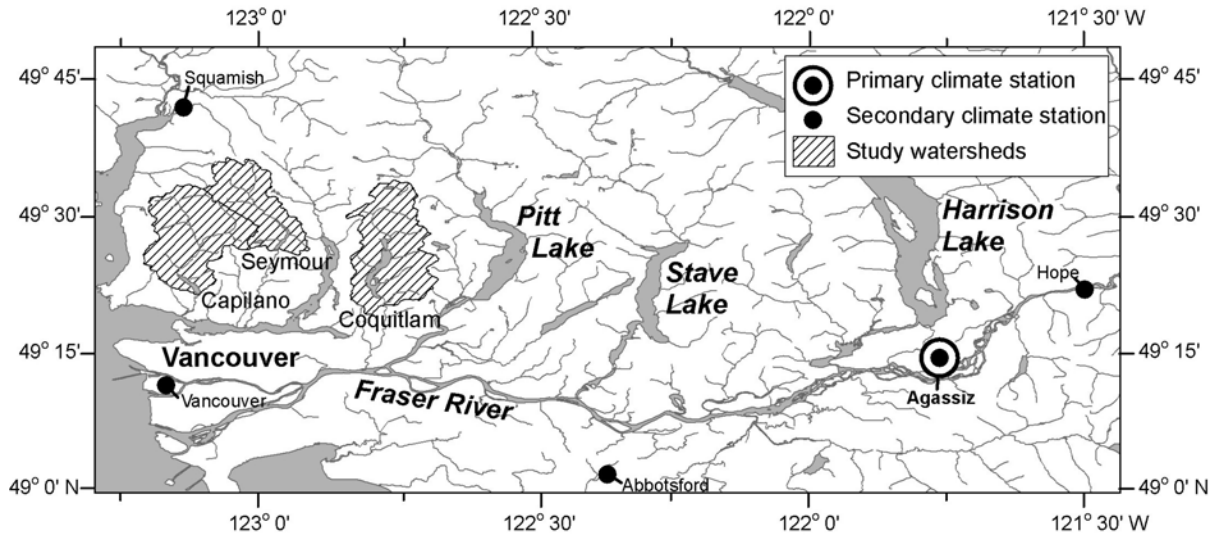 123° 0'
122° 30'
122° 0'
121° 30' W
49° 45'
49° 45'
Squamish
Primary climate station
Secondary climate station
Study watersheds
49° 30'
49° 30'
Pitt
Lake
Harrison
Lake
Seymour
Stave
Lake
Hope
Capilano
Coquitlam
49° 15'
49° 15'
Vancouver
Vancouver
Fraser River
Agassiz
Abbotsford
49° 0' N
49° 0' N
123° 0'
122° 30'
122° 0'
121° 30' W